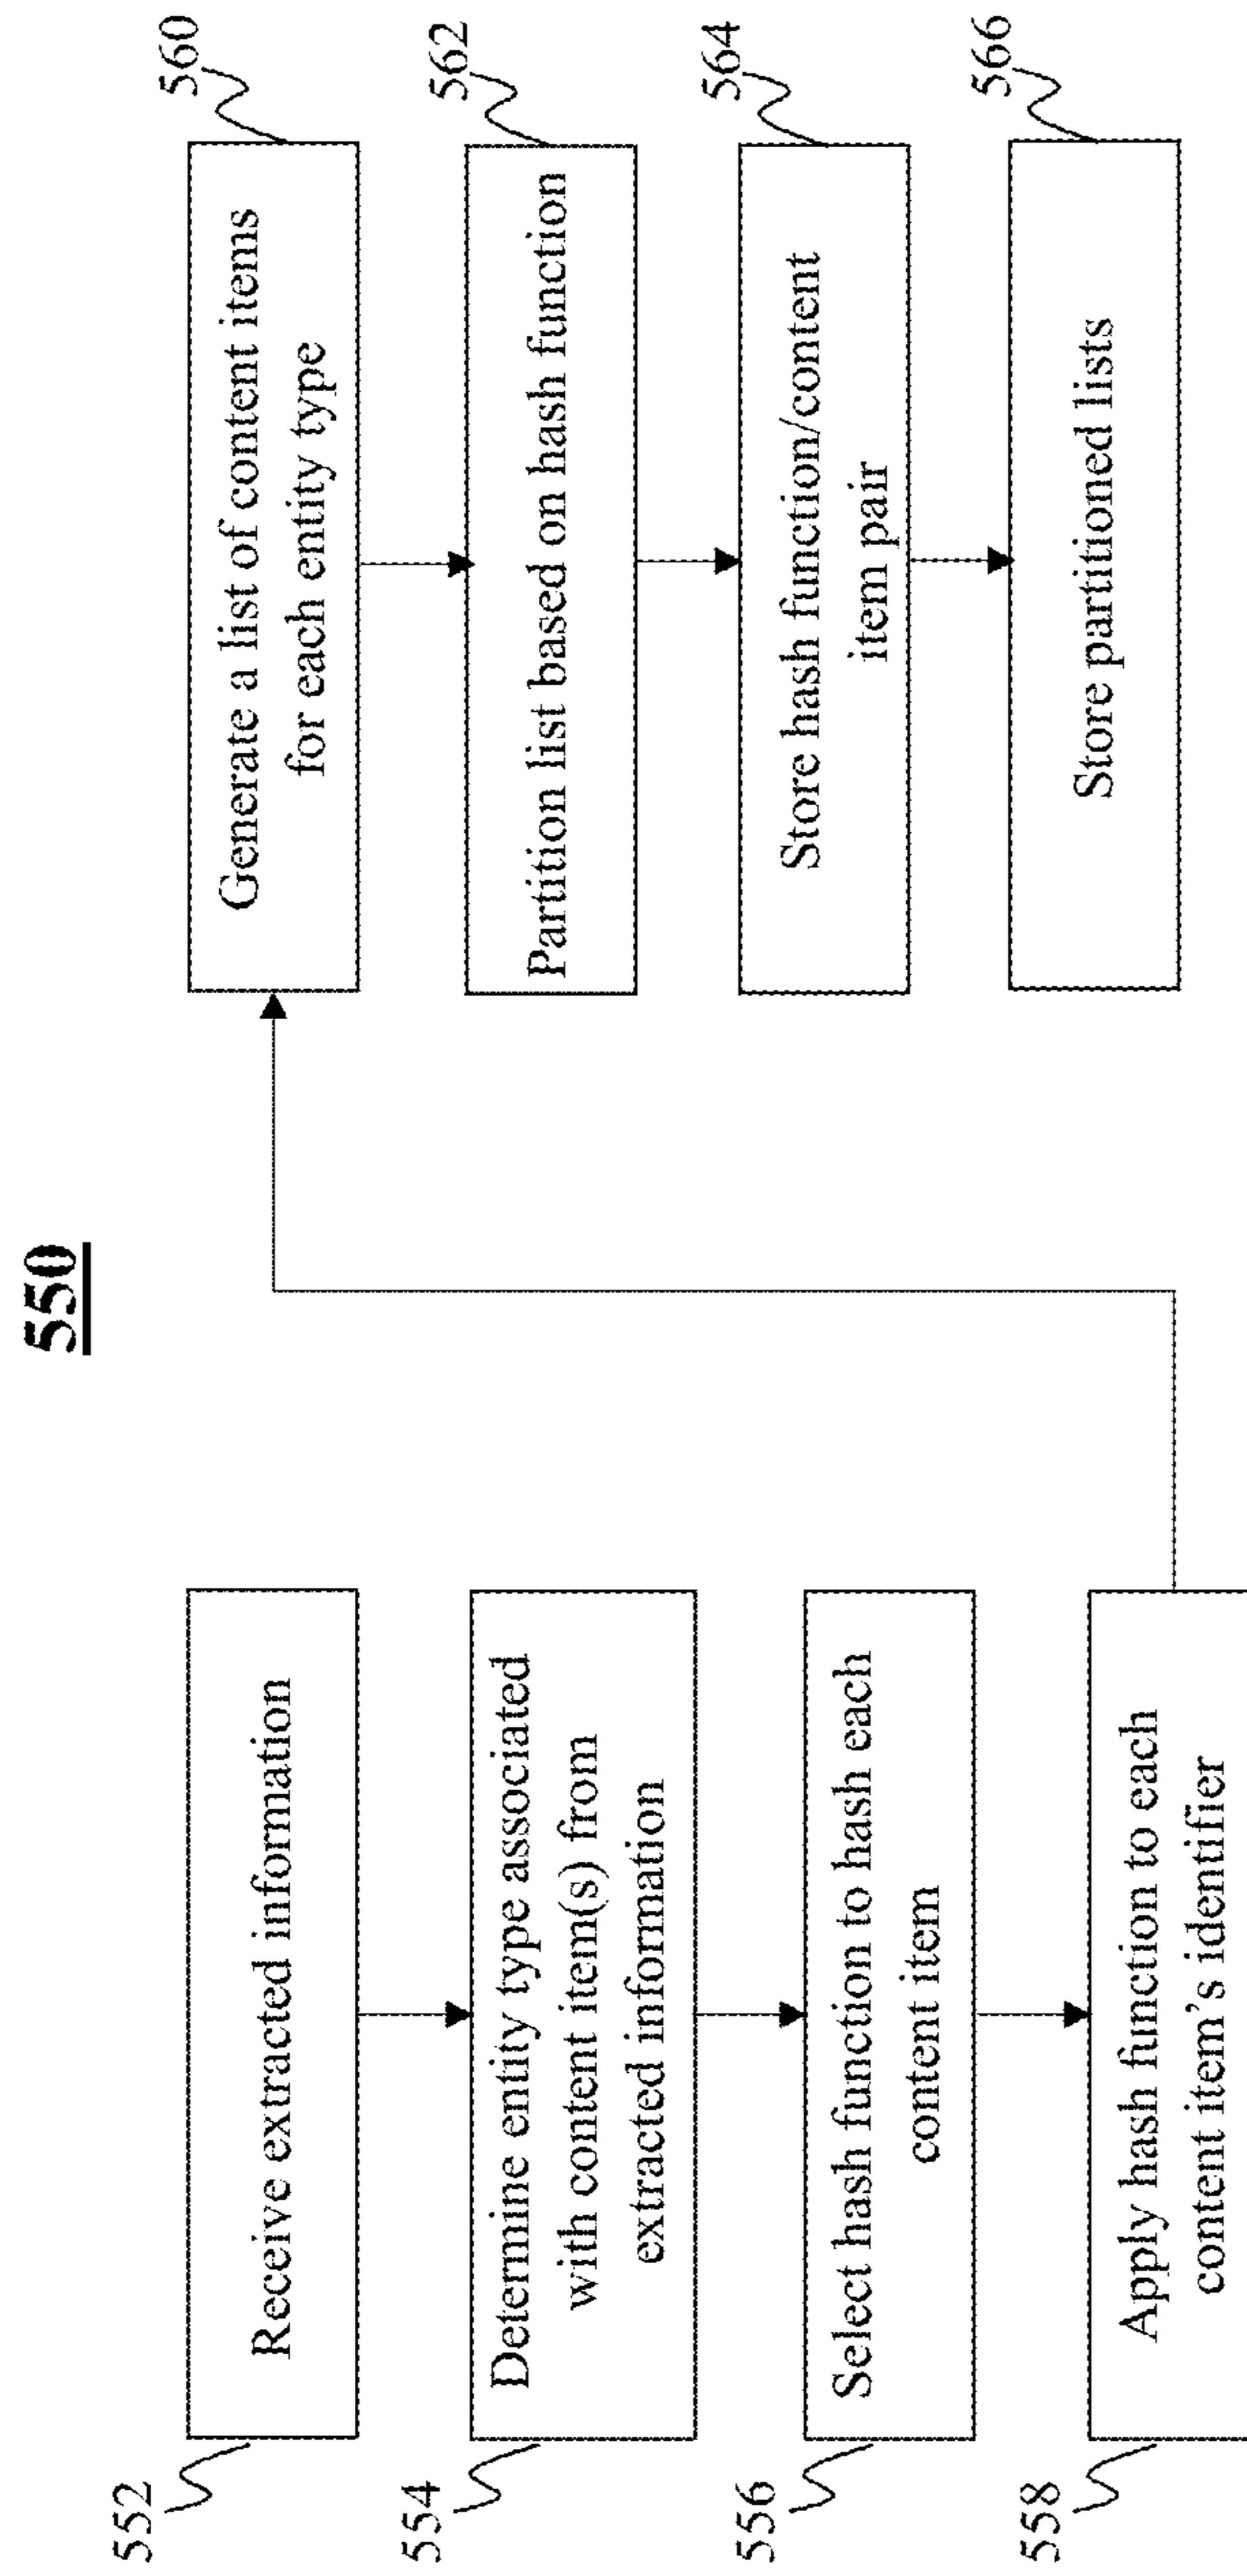 550
552
Receive extracted information
554
Determine entity type associated
with content item(s) from
extracted information
556
Select hash function to hash each
content item
558
Apply hash function to each
content item's identifier
560
Generate a list of content items
for each entity type
562
Partition list based on hash function
564
Store hash function/content
item pair
566
Store partitioned lists